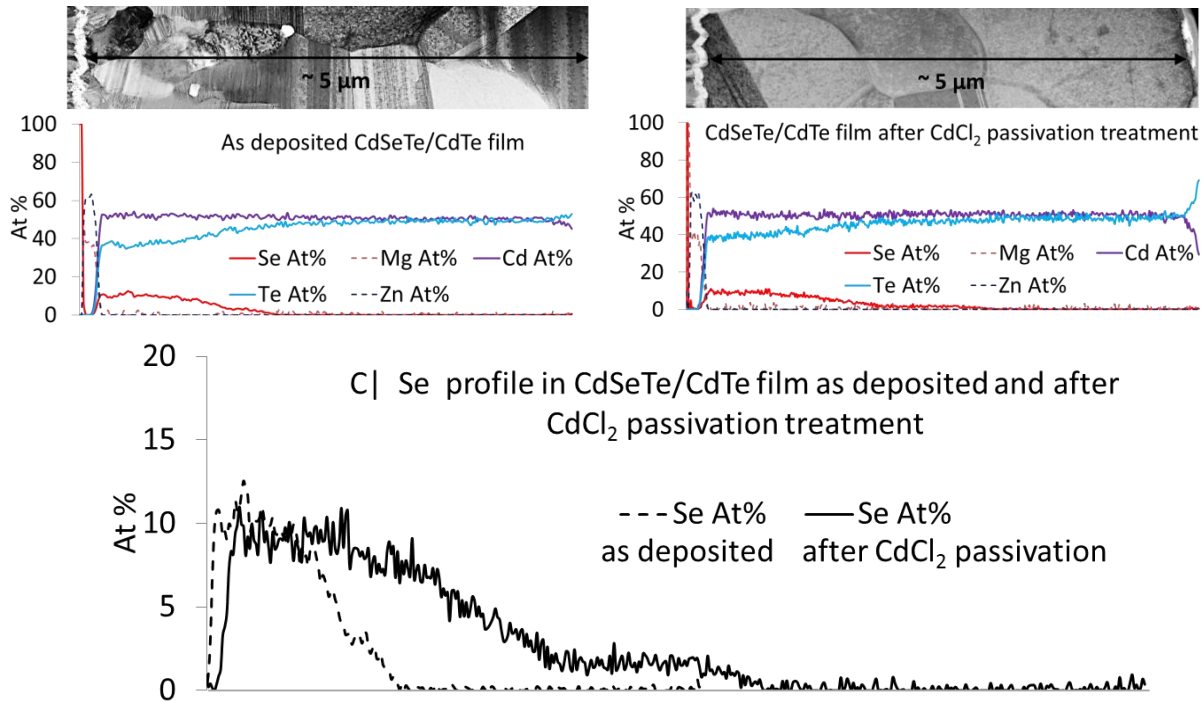 ~ 5 μm
~ 5 μm
100
80
60
40
20
0
At %
As deposited CdSeTe/CdTe film
Se At% Mg At% Cd At%
Te At% Zn At%
100
80
60
40
20
0
At %
CdSeTe/CdTe film after CdCl₂ passivation treatment
Se At% Mg At% Cd At%
Te At% Zn At%
20
15
10
5
0
At %
C| Se profile in CdSeTe/CdTe film as deposited and after
CdCl₂ passivation treatment
Se At% Se At%
as deposited after CdCl₂ passivation